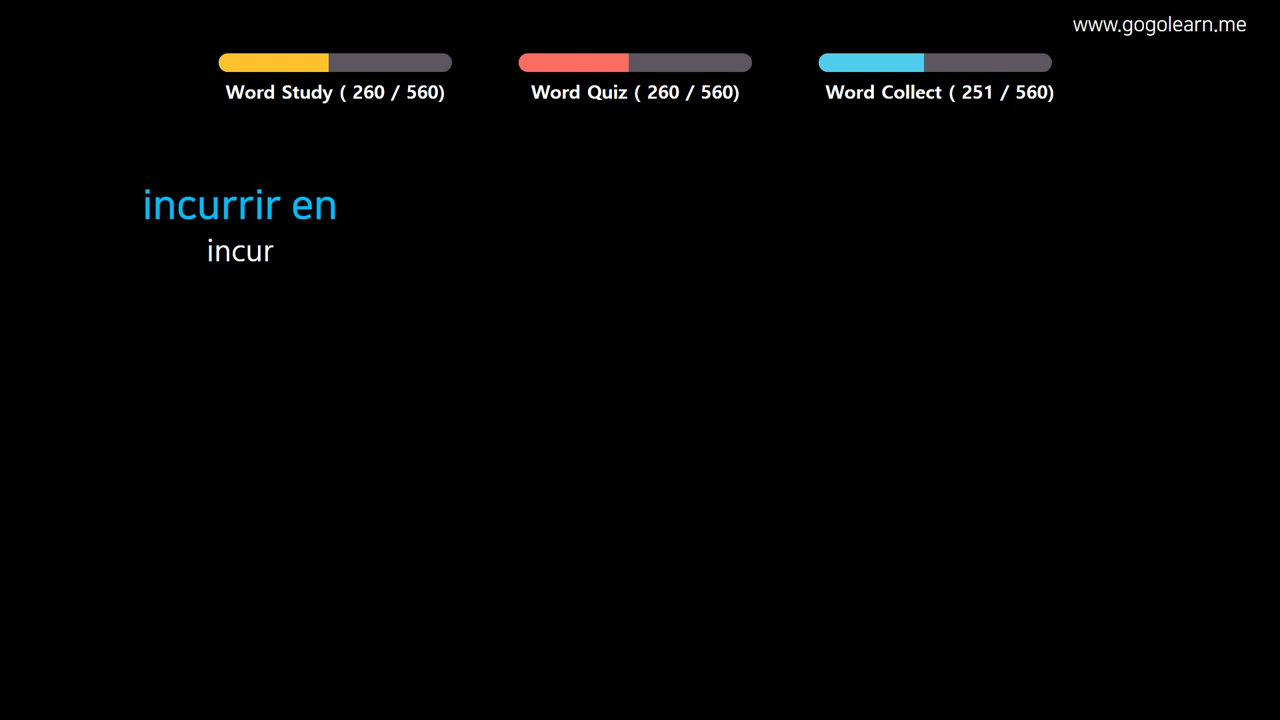 www.gogolearn.me
Word Study ( 260 / 560)
Word Quiz ( 260 / 560)
Word Collect ( 251 / 560)
incurrir en
incur